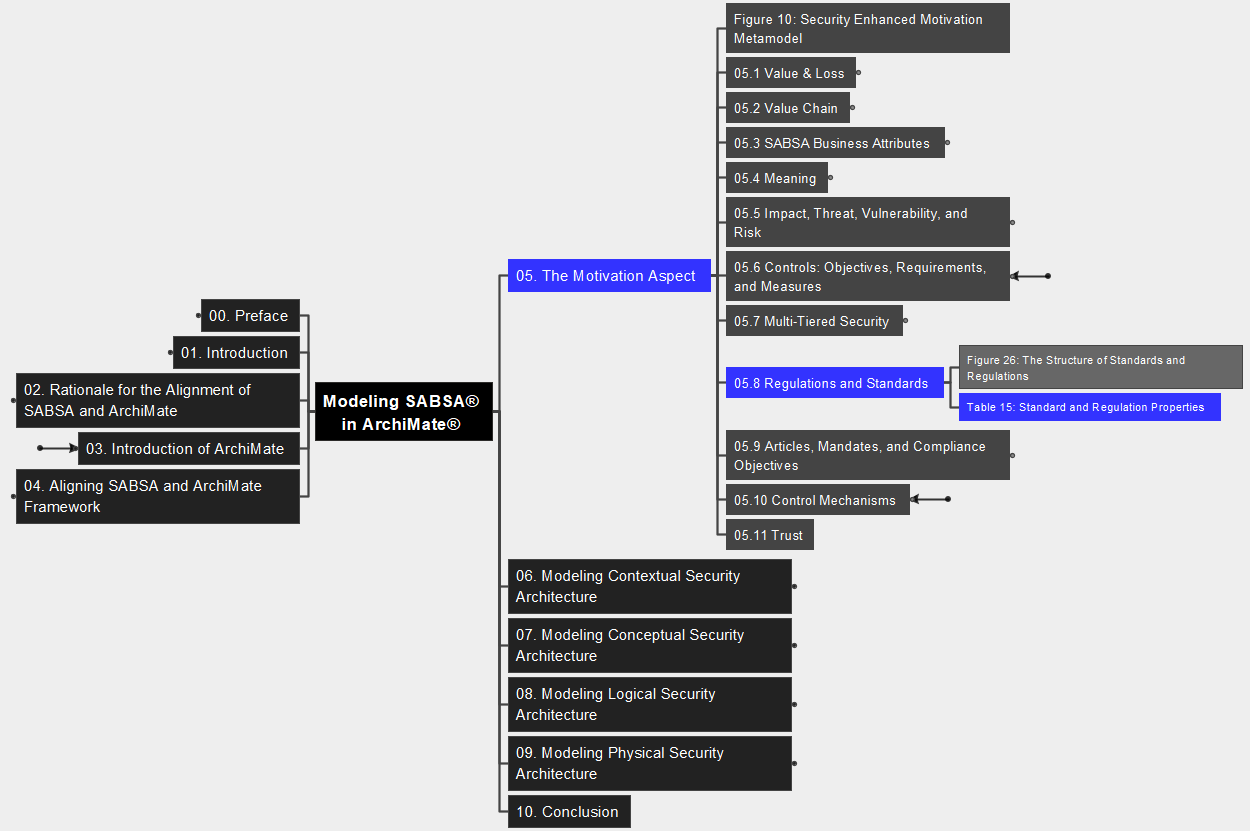 Modeling SABSA®
in ArchiMate®
00. Preface
01. Introduction
02. Rationale for the Alignment of
SABSA and ArchiMate
03. Introduction of ArchiMate
04. Aligning SABSA and ArchiMate
Framework
05. The Motivation Aspect
Figure 10: Security Enhanced Motivation
Metamodel
05.1 Value & Loss
05.2 Value Chain
05.3 SABSA Business Attributes
05.4 Meaning
05.5 Impact, Threat, Vulnerability, and
Risk
05.6 Controls: Objectives, Requirements,
and Measures
05.7 Multi-Tiered Security
05.8 Regulations and Standards
Figure 26: The Structure of Standards and
Regulations
Table 15: Standard and Regulation Properties
05.9 Articles, Mandates, and Compliance
Objectives
05.10 Control Mechanisms
05.11 Trust
06. Modeling Contextual Security
Architecture
07. Modeling Conceptual Security
Architecture
08. Modeling Logical Security
Architecture
09. Modeling Physical Security
Architecture
10. Conclusion